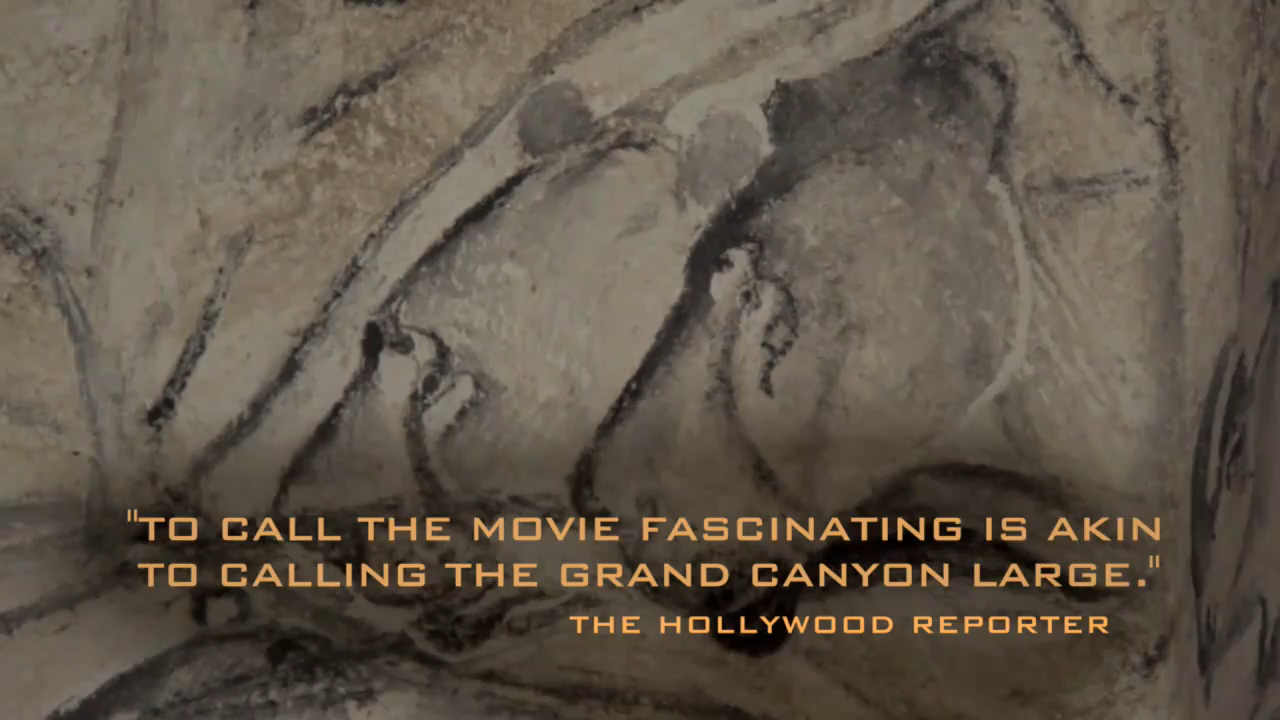 "TO CALL THE MOVIE FASCINATING IS AKIN
TO CALLING THE GRAND CANYON LARGE."
THE HOLLYWOOD REPORTER